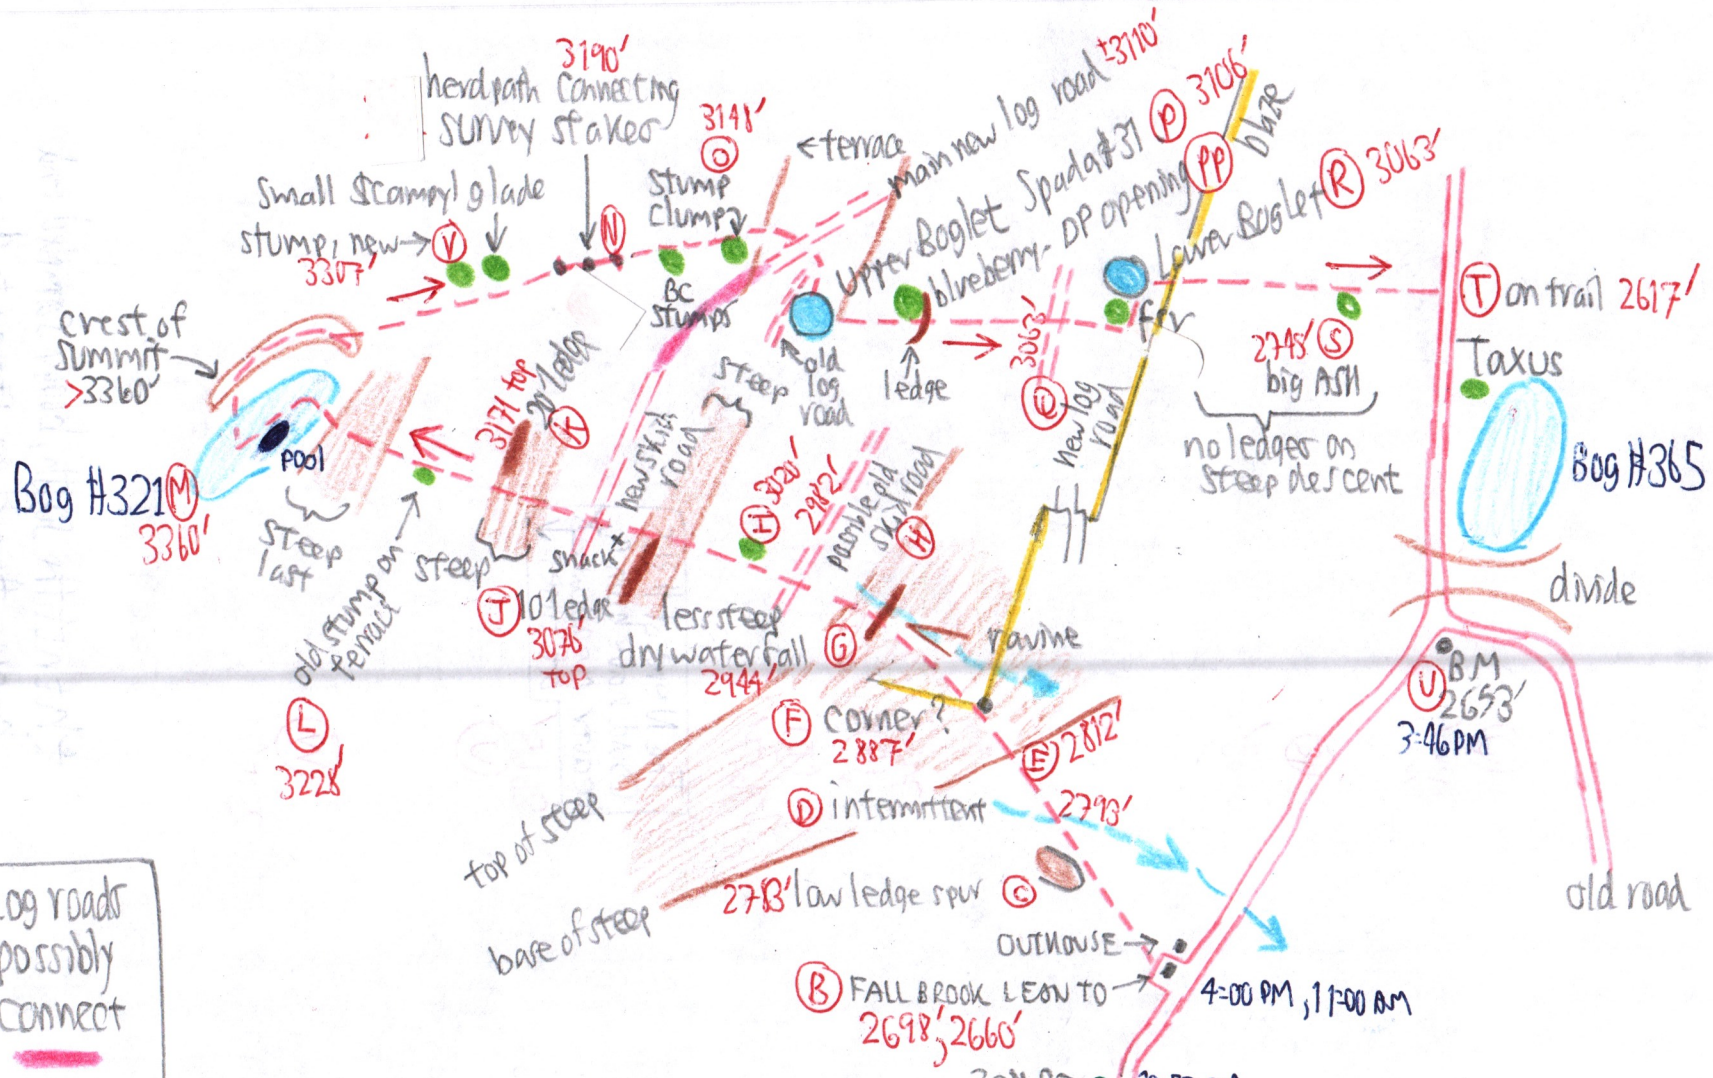 3190'
herdpath connecting
survey stakes
3148'
O
stump
clump
← terrace
main new log road ±3110'
Upper Boglet Spada #31 P 3106'
blueberry - DP opening PP
blaze
Lower Boglet R 3063'
small S campyl glade
stump, new → V
3307'
N
BC
stumps
crest of
summit
>3360'
Bog #321 M
3360'
pool
steep
last
3171 top
20' ledge
K
new skid
road
steep
old
log
road
ledge
3063'
Q
new log
road
fir
2745' S
big ASH
no ledges on
steep descent
T on trail 2617'
Taxus
Bog #365
divide
BM
U 2653'
3:46 PM
old road
old stump on
terrace
L
3228'
steep
snack*
J 10' ledge
3076'
top
I 3020'
2982'
possible old
skid road
H
less steep
dry waterfall G
2944'
ravine
F corner?
2887'
E 2812'
D intermittent 2793'
top of steep
base of steep
2783' low ledge spur C
OUTHOUSE →
B FALL BROOK LEAN TO →
2698', 2660'
4:00 PM, 11:00 AM
Log roads
possibly
connect